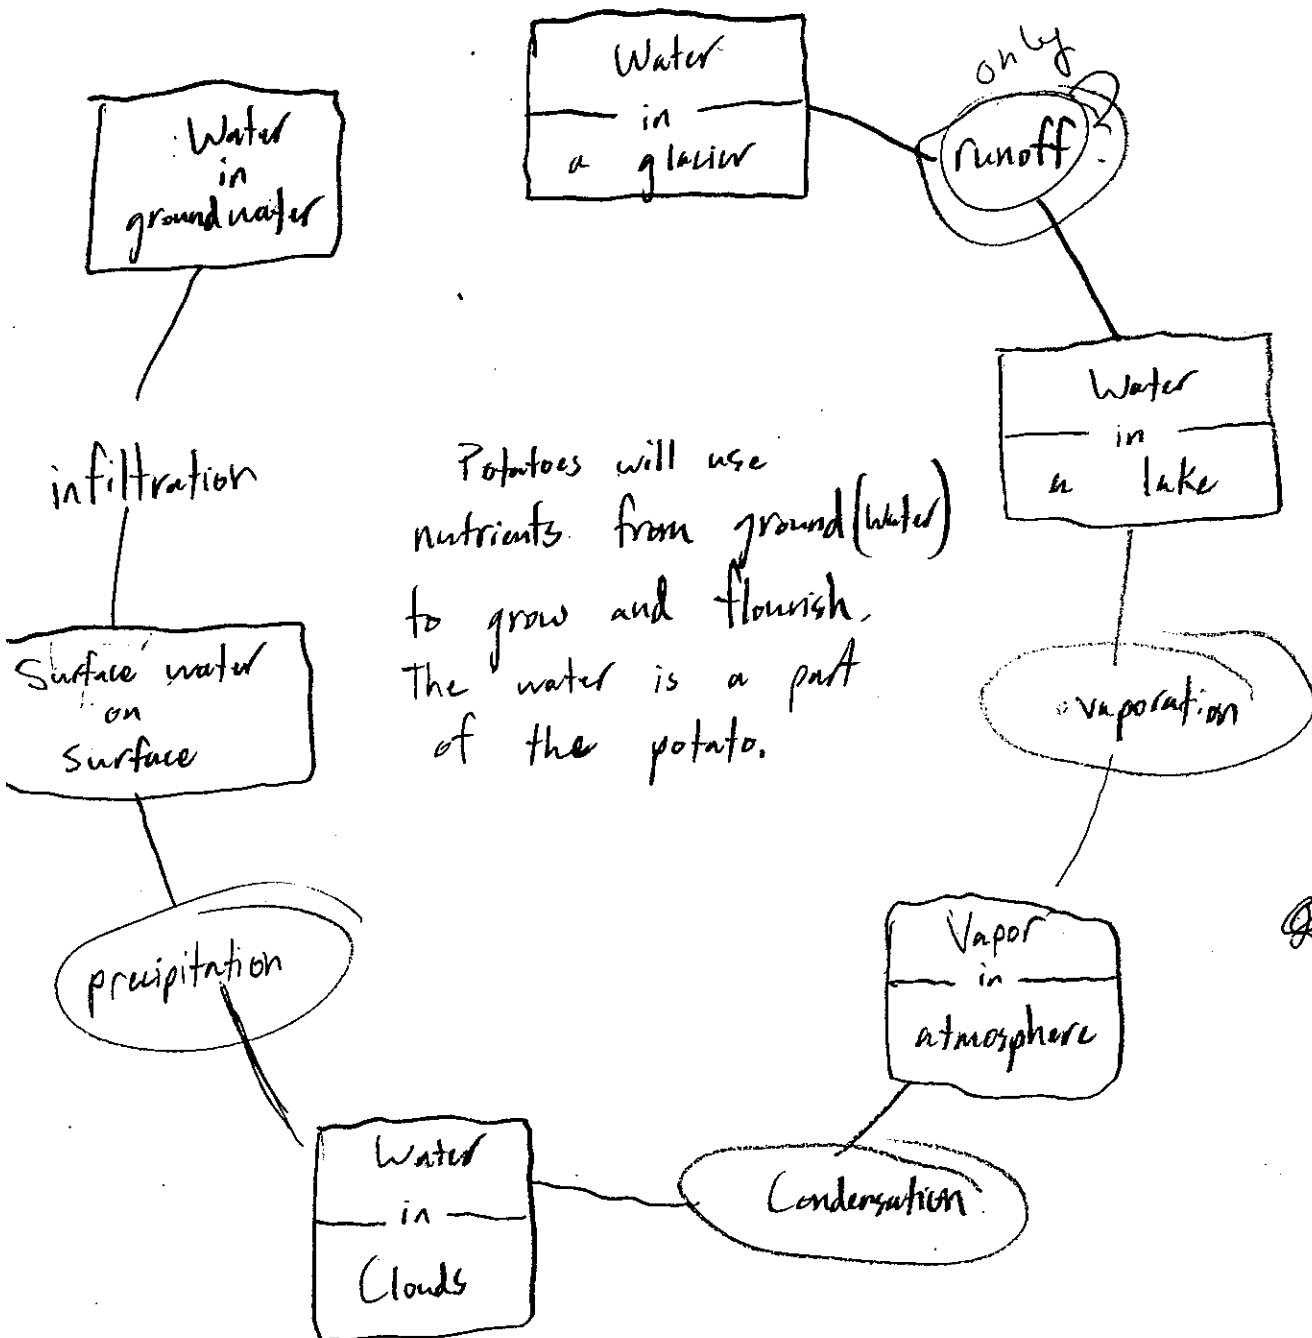 only
Water
in
a glacier
runoff
Water
in
groundwater
Water
in
a lake
infiltration
Potatoes will use
nutrients from ground(water)
to grow and flourish.
The water is a part
of the potato.
Surface water
on
surface
evaporation
precipitation
Vapor
in
atmosphere
Condensation
Water
in
Clouds